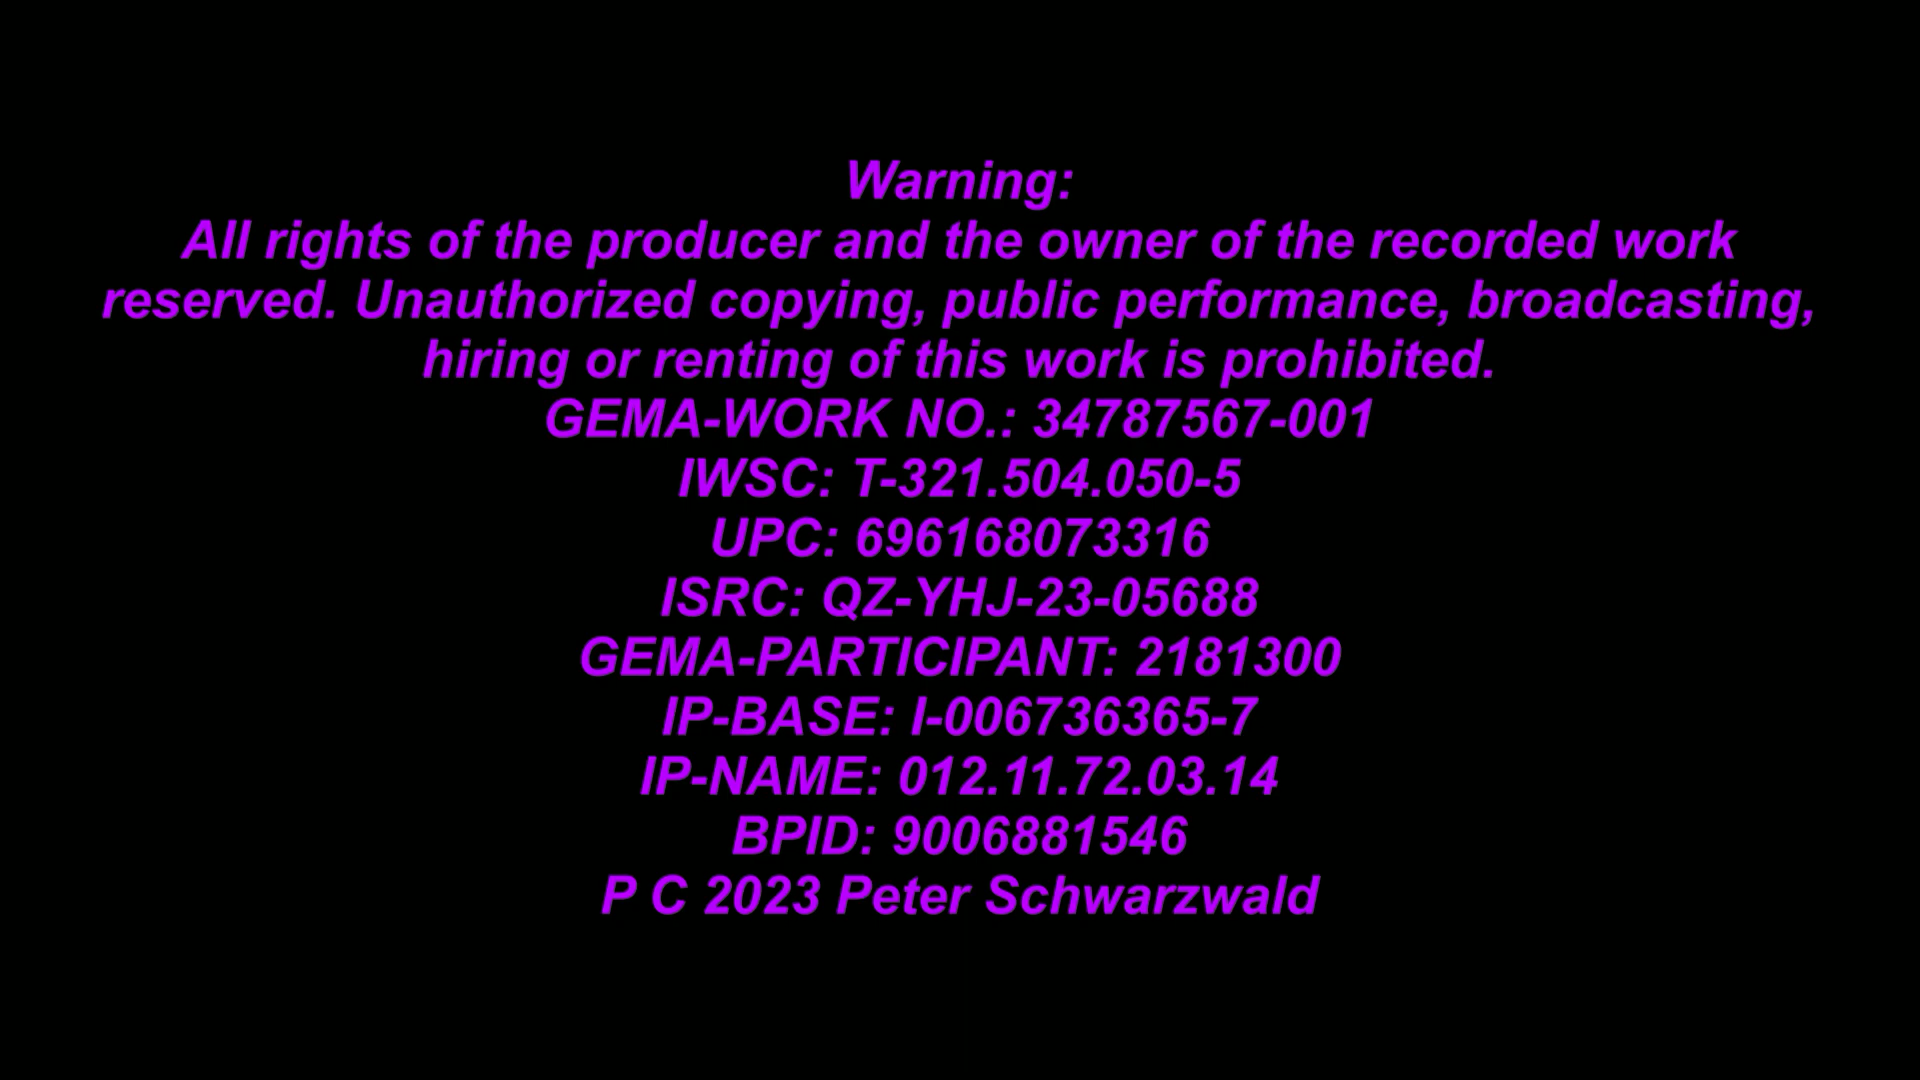 Warning:
All rights of the producer and the owner of the recorded work
reserved. Unauthorized copying, public performance, broadcasting,
hiring or renting of this work is prohibited.
GEMA-WORK NO.: 34787567-001
IWSC: T-321.504.050-5
UPC: 696168073316
ISRC: QZ-YHJ-23-05688
GEMA-PARTICIPANT: 2181300
IP-BASE: I-006736365-7
IP-NAME: 012.11.72.03.14
BPID: 9006881546
P C 2023 Peter Schwarzwald